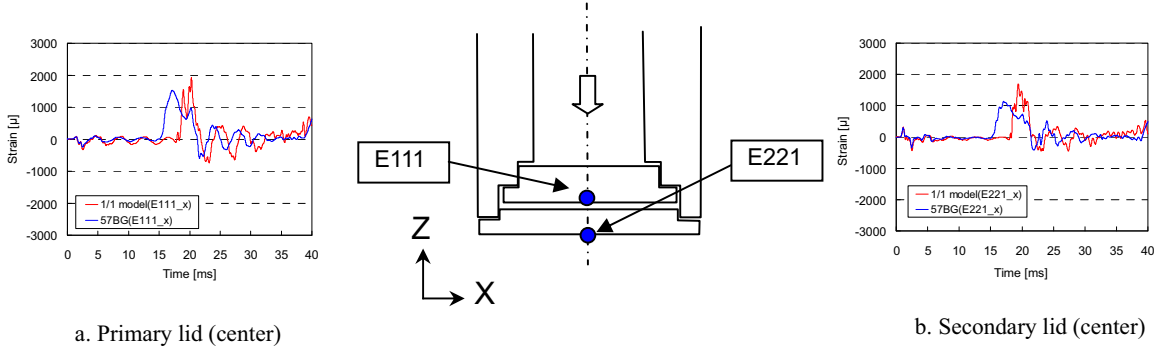 3000
2000
1000
0
-1000
-2000
-3000
Strain [μ]
1/1 model(E111_x)
57BG(E111_x)
0 5 10 15 20 25 30 35 40
Time [ms]
a. Primary lid (center)
E111
E221
Z
X
3000
2000
1000
0
-1000
-2000
-3000
Strain [μ]
1/1 model(E221_x)
57BG(E221_x)
0 5 10 15 20 25 30 35 40
Time [ms]
b. Secondary lid (center)